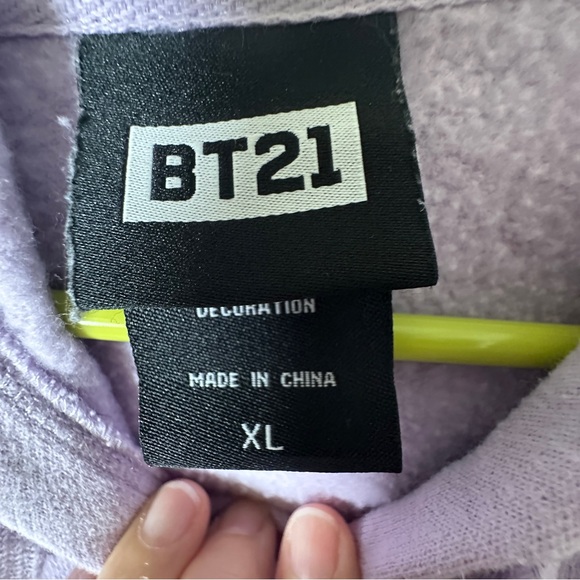 BT21
DECORATION
MADE IN CHINA
XL